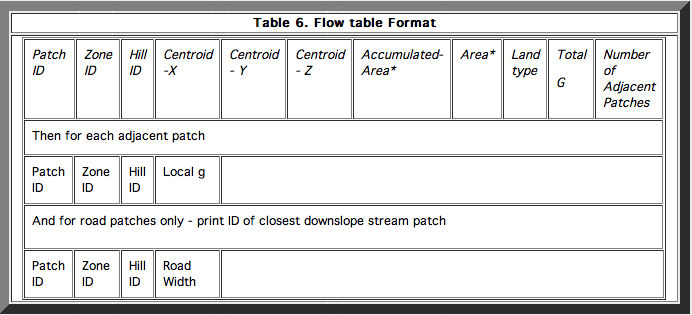 Table 6. Flow table Format
Patch ID Zone ID Hill ID Centroid -X Centroid - Y Centroid - Z Accumulated-Area* Area* Land type Total G Number of Adjacent Patches
Then for each adjacent patch
Patch ID Zone ID Hill ID Local g
And for road patches only - print ID of closest downslope stream patch
Patch ID Zone ID Hill ID Road Width